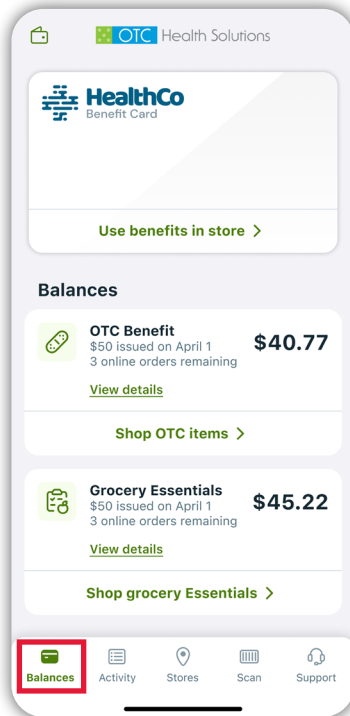 OTC Health Solutions
HealthCo
Benefit Card
Use benefits in store >
Balances
OTC Benefit
$50 issued on April 1
3 online orders remaining
$40.77
View details
Shop OTC items >
Grocery Essentials
$50 issued on April 1
3 online orders remaining
$45.22
View details
Shop grocery Essentials >
Balances Activity Stores Scan Support